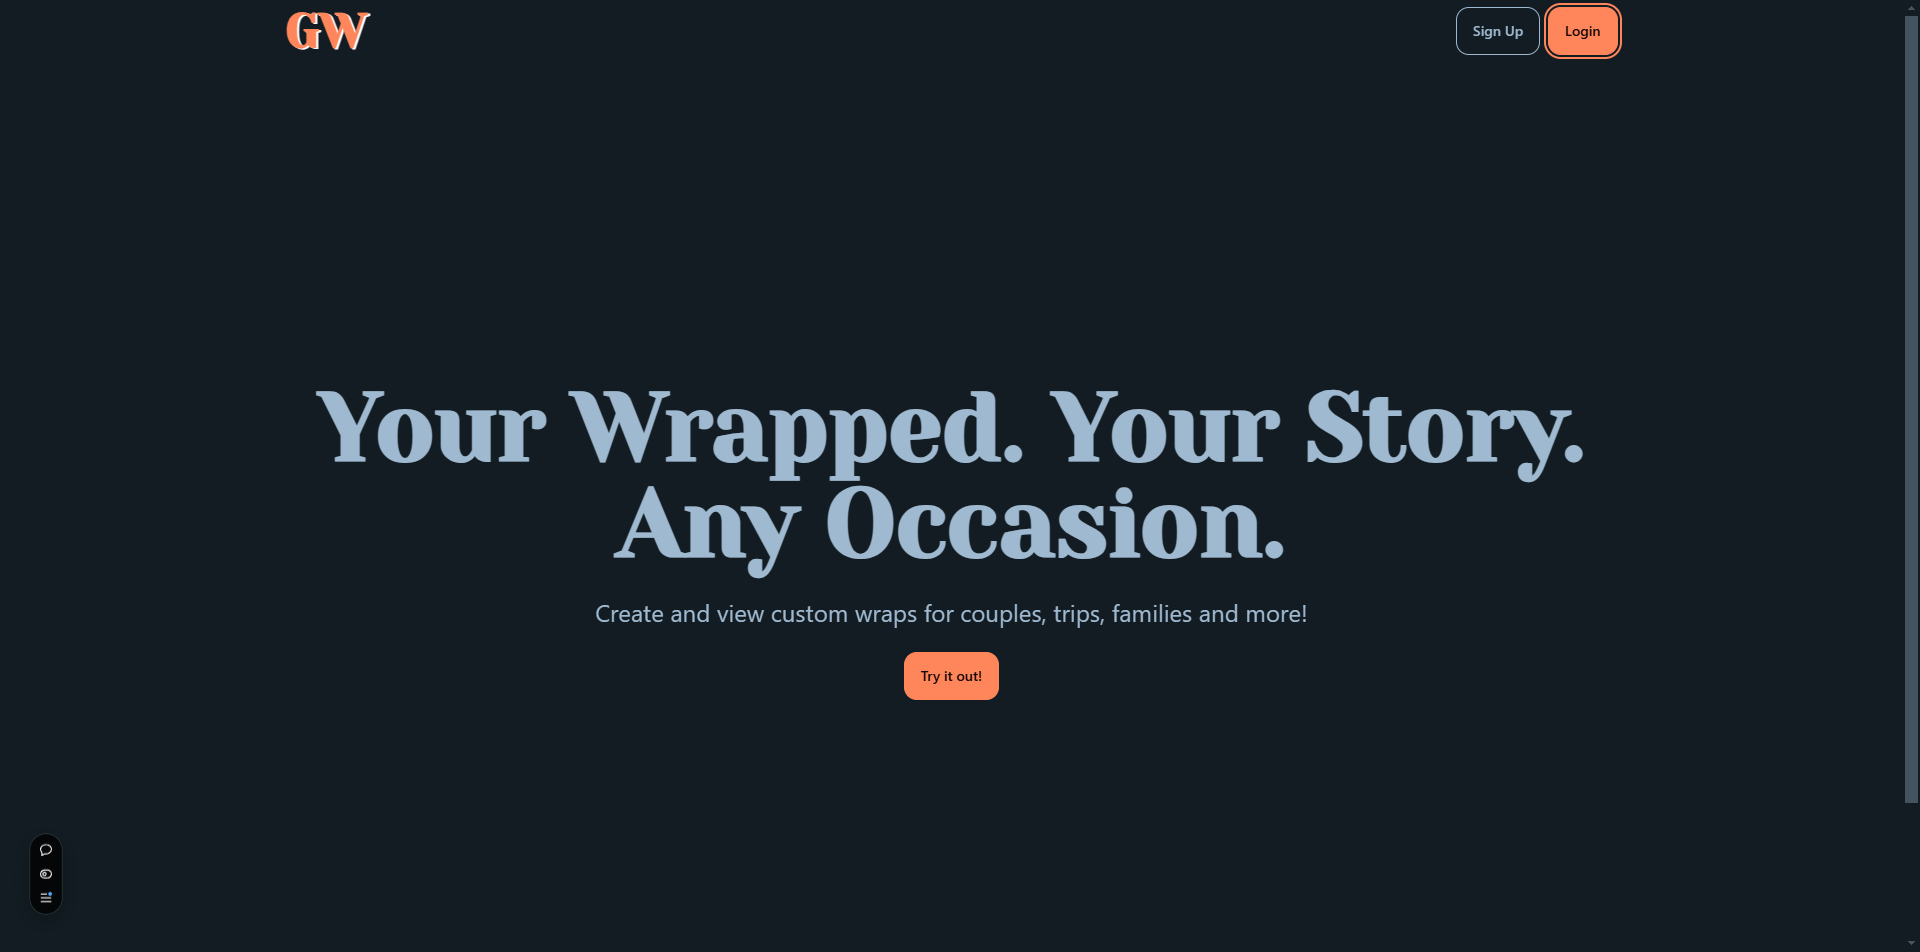 GW
Sign Up
Login
Your Wrapped. Your Story.
Any Occasion.
Create and view custom wraps for couples, trips, families and more!
Try it out!